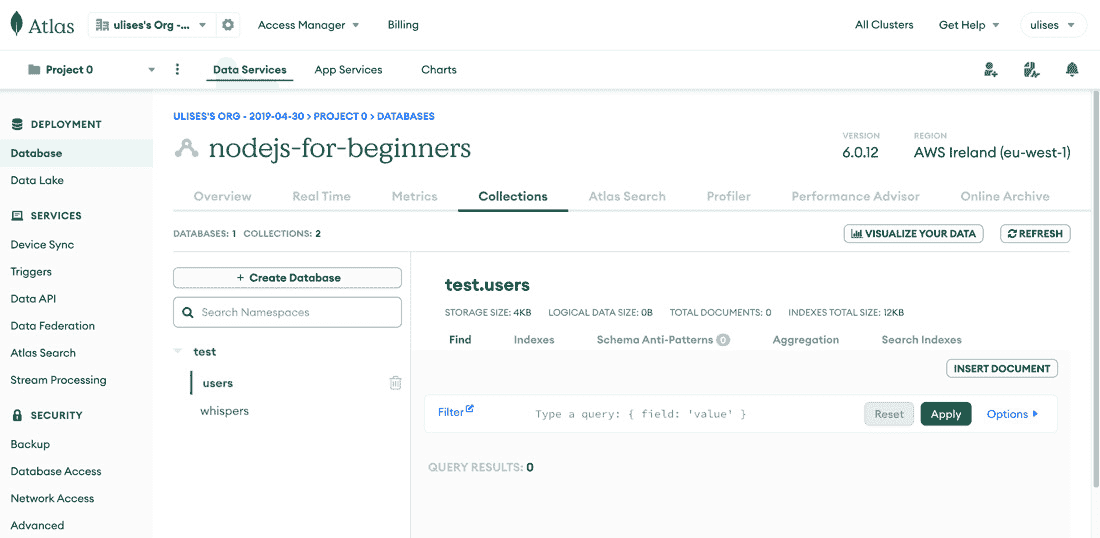 Atlas ulises's Org -... Access Manager Billing All Clusters Get Help ulises
Project 0 Data Services App Services Charts
DEPLOYMENT
Database
Data Lake
SERVICES
Device Sync
Triggers
Data API
Data Federation
Atlas Search
Stream Processing
SECURITY
Backup
Database Access
Network Access
Advanced
ULISES'S ORG - 2019-04-30 > PROJECT 0 > DATABASES
nodejs-for-beginners
VERSION
6.0.12
REGION
AWS Ireland (eu-west-1)
Overview Real Time Metrics Collections Atlas Search Profiler Performance Advisor Online Archive
DATABASES: 1 COLLECTIONS: 2
VISUALIZE YOUR DATA REFRESH
+ Create Database
Search Namespaces
test
users
whispers
test.users
STORAGE SIZE: 4KB LOGICAL DATA SIZE: 0B TOTAL DOCUMENTS: 0 INDEXES TOTAL SIZE: 12KB
Find Indexes Schema Anti-Patterns 0 Aggregation Search Indexes
INSERT DOCUMENT
Filter Type a query: { field: 'value' } Reset Apply Options
QUERY RESULTS: 0